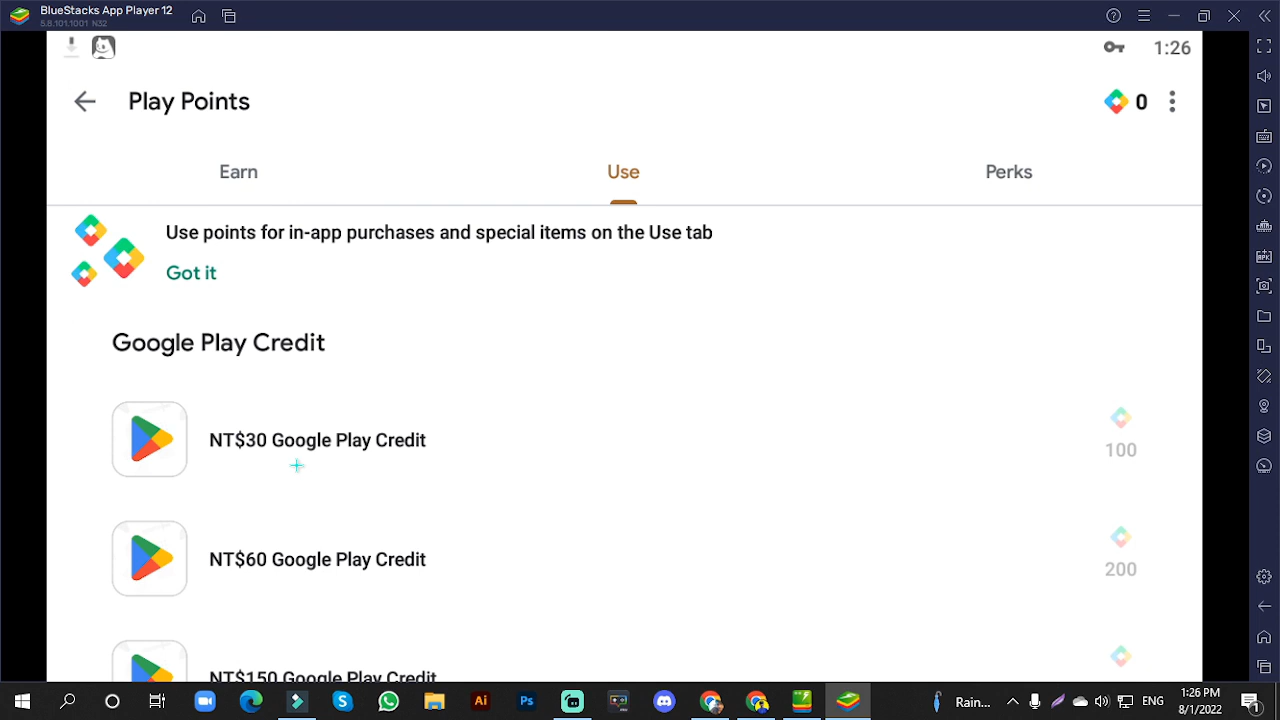 BlueStacks App Player 12
5.8.101.1001 N32
1:26
Play Points
0
Earn
Use
Perks
Use points for in-app purchases and special items on the Use tab
Got it
Google Play Credit
NT$30 Google Play Credit
100
NT$60 Google Play Credit
200
NT$150 Google Play Credit
Ai
Ps
Rain...
ENG
1:26 PM
8/1/2022
1